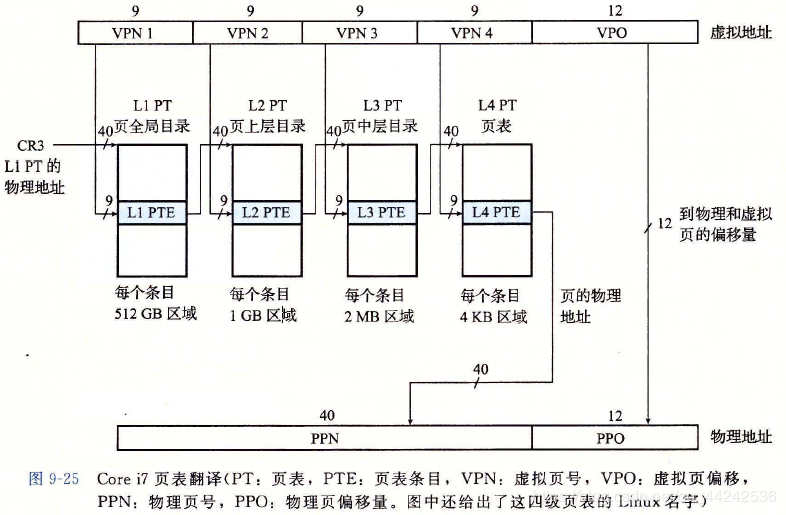 9 9 9 9 12
VPN 1 VPN 2 VPN 3 VPN 4 VPO 虚拟地址
L1 PT L2 PT L3 PT L4 PT
页全局目录 页上层目录 页中层目录 页表
40 40 40 40
CR3
L1 PT 的
物理地址
9 9 9 9
L1 PTE L2 PTE L3 PTE L4 PTE
12 到物理和虚拟
页的偏移量
每个条目 每个条目 每个条目 每个条目 页的物理
512 GB 区域 1 GB 区域 2 MB 区域 4 KB 区域 地址
40
40 12
PPN PPO 物理地址
图 9-25 Core i7 页表翻译(PT:页表,PTE:页表条目,VPN:虚拟页号,VPO:虚拟页偏移,
PPN:物理页号,PPO:物理页偏移量。图中还给出了这四级页表的 Linux 名字)
44242536